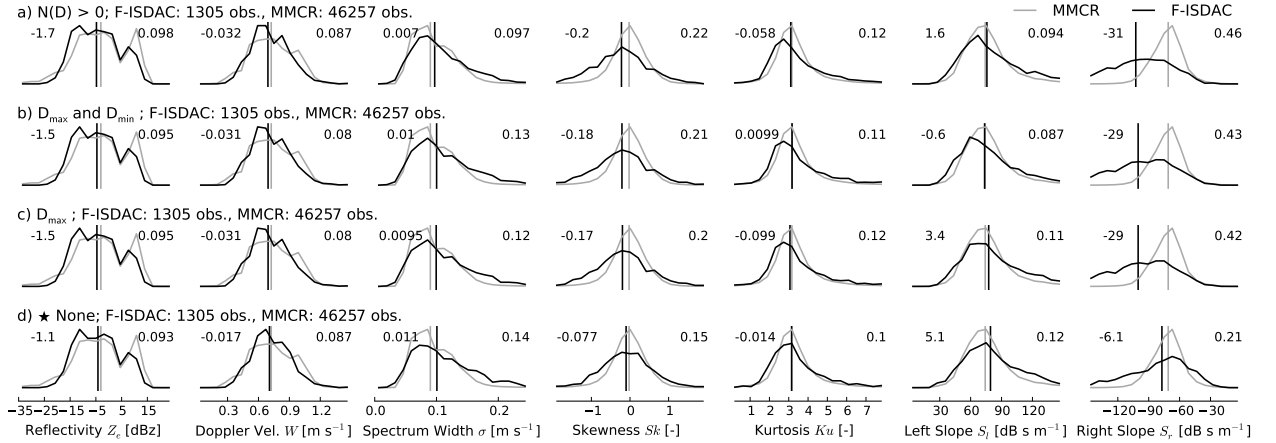 a) N(D) > 0; F-ISDAC: 1305 obs., MMCR: 46257 obs.
MMCR F-ISDAC
-1.7 0.098 -0.032 0.087 0.007 0.097 -0.2 0.22 -0.058 0.12 1.6 0.094 -31 0.46
b) Dmax and Dmin ; F-ISDAC: 1305 obs., MMCR: 46257 obs.
-1.5 0.095 -0.031 0.08 0.01 0.13 -0.18 0.21 0.0099 0.11 -0.6 0.087 -29 0.43
c) Dmax ; F-ISDAC: 1305 obs., MMCR: 46257 obs.
-1.5 0.095 -0.031 0.08 0.0095 0.12 -0.17 0.2 -0.099 0.12 3.4 0.11 -29 0.42
d) ★ None; F-ISDAC: 1305 obs., MMCR: 46257 obs.
-1.1 0.093 -0.017 0.087 0.011 0.14 -0.077 0.15 -0.014 0.1 5.1 0.12 -6.1 0.21
−35 −25 −15 −5 5 15 0.3 0.6 0.9 1.2 0.0 0.1 0.2 −1 0 1 1 2 3 4 5 6 7 30 60 90 120 −120 −90 −60 −30
Reflectivity Ze [dBz] Doppler Vel. W [m s⁻¹] Spectrum Width σ [m s⁻¹] Skewness Sk [-] Kurtosis Ku [-] Left Slope Sl [dB s m⁻¹] Right Slope Sr [dB s m⁻¹]